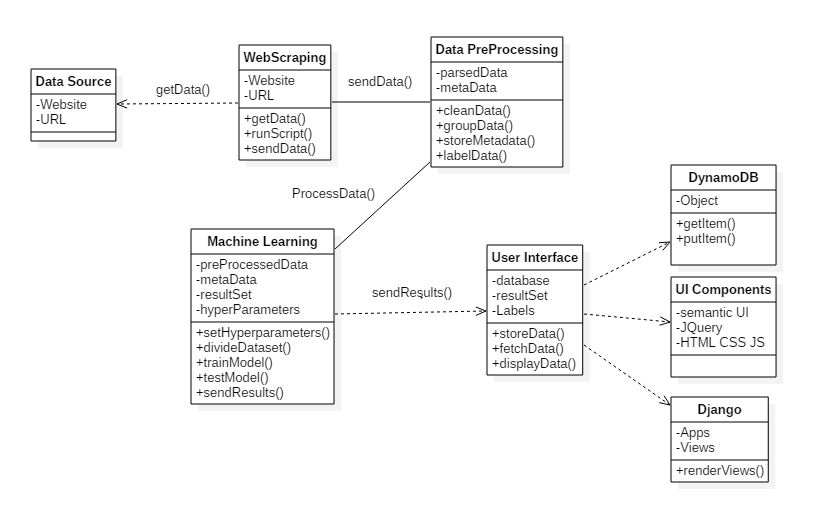 Data Source
-Website
-URL
getData()
WebScraping
-Website
-URL
+getData()
+runScript()
+sendData()
sendData()
Data PreProcessing
-parsedData
-metaData
+cleanData()
+groupData()
+storeMetadata()
+labelData()
ProcessData()
Machine Learning
-preProcessedData
-metaData
-resultSet
-hyperParameters
+setHyperparameters()
+divideDataset()
+trainModel()
+testModel()
+sendResults()
sendResults()
User Interface
-database
-resultSet
-Labels
+storeData()
+fetchData()
+displayData()
DynamoDB
-Object
+getItem()
+putItem()
UI Components
-semantic UI
-JQuery
-HTML CSS JS
Django
-Apps
-Views
+renderViews()